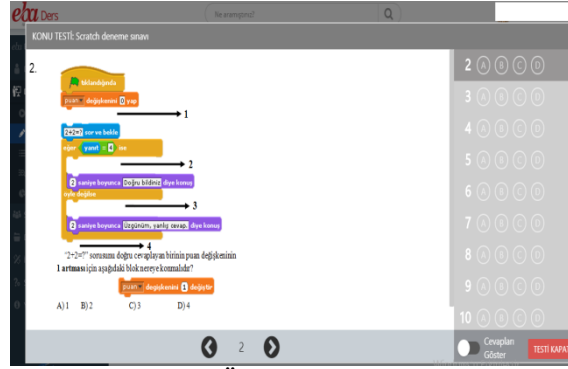 eba Ders
Ne aramıştınız?
KONU TESTİ: Scratch deneme sınavı
2.
tıklandığında
puan değişkenini 0 yap
1
2+2=? sor ve bekle
eğer yanıt = 4 ise
2
2 saniye boyunca Doğru bildiniz diye konuş
değilse
3
2 saniye boyunca Üzgünüm, yanlış cevap. diye konuş
4
“2+2=?” sorusunu doğru cevaplayan birinin puan değişkeninin
1 artması için aşağıdaki blok nereye konmalıdır?
puan değişkenini 1 değiştir
A) 1 B) 2 C) 3 D) 4
2
2 A B C D
3 A B C D
4 A B C D
5 A B C D
6 A B C D
7 A B C D
8 A B C D
9 A B C D
10 A B C D
Cevapları
Göster
TESTİ KAPAT